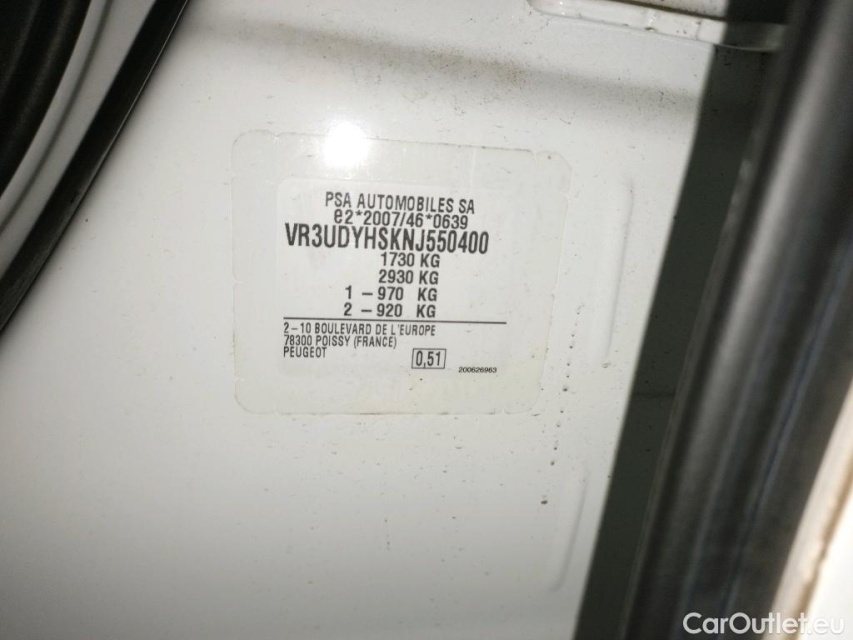 PSA AUTOMOBILES SA
e2*2007/46*0639
VR3UDYHSKNJ550400
1730 KG
2930 KG
1 – 970 KG
2 – 920 KG
2 – 10 BOULEVARD DE L'EUROPE
78300 POISSY (FRANCE)
PEUGEOT
0,51
200626963
CarOutlet.eu